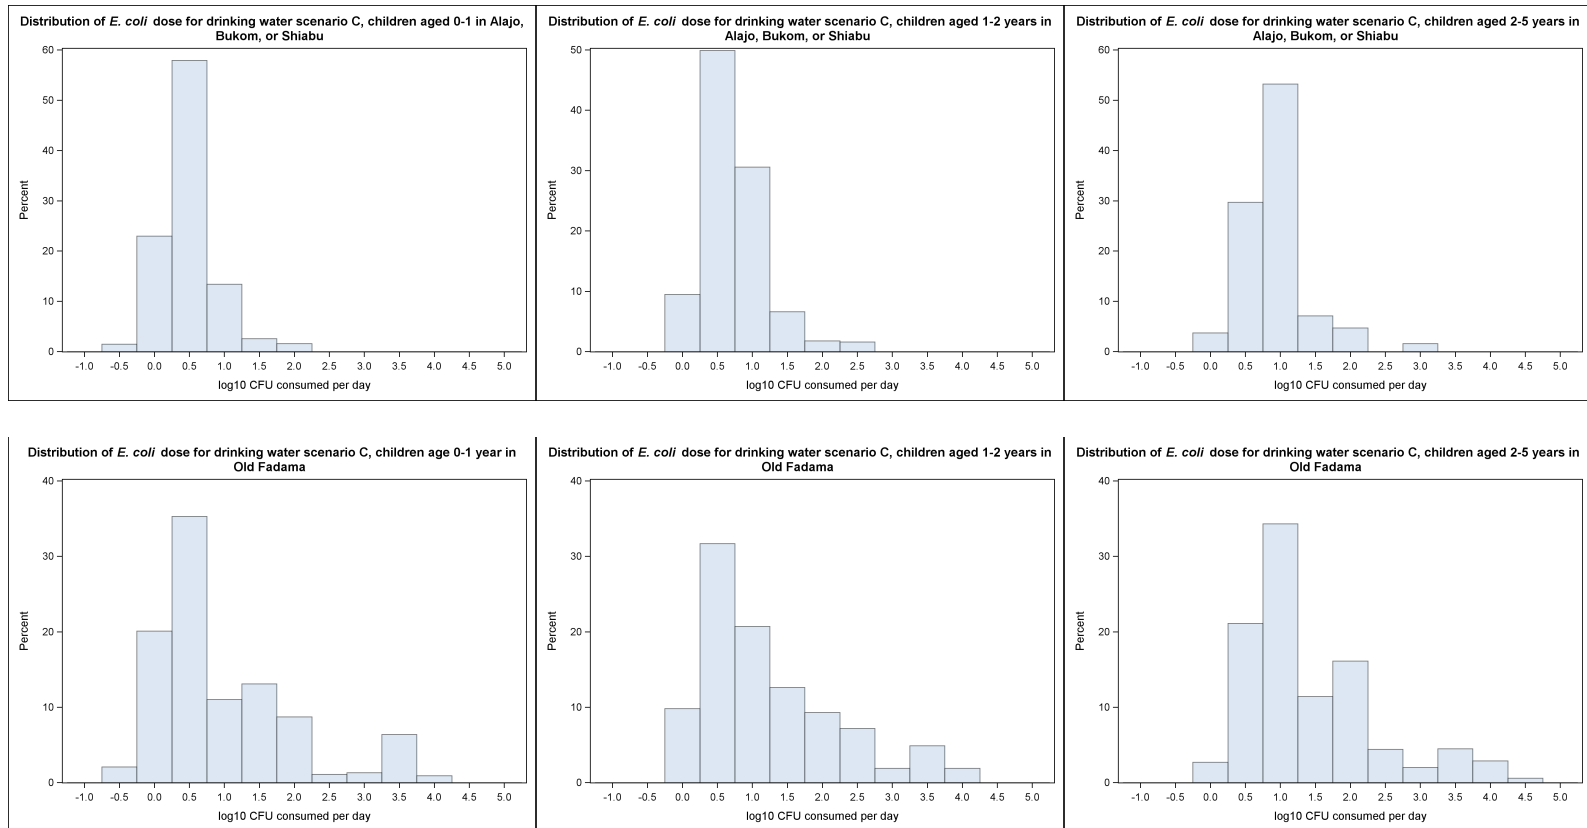 Distribution of E. coli dose for drinking water scenario C, children aged 0-1 in Alajo,
Bukom, or Shiabu
60
50
40
30
20
10
0
Percent
-1.0 -0.5 0.0 0.5 1.0 1.5 2.0 2.5 3.0 3.5 4.0 4.5 5.0
log10 CFU consumed per day
Distribution of E. coli dose for drinking water scenario C, children aged 1-2 years in
Alajo, Bukom, or Shiabu
50
40
30
20
10
0
Percent
-1.0 -0.5 0.0 0.5 1.0 1.5 2.0 2.5 3.0 3.5 4.0 4.5 5.0
log10 CFU consumed per day
Distribution of E. coli dose for drinking water scenario C, children aged 2-5 years in
Alajo, Bukom, or Shiabu
60
50
40
30
20
10
0
Percent
-1.0 -0.5 0.0 0.5 1.0 1.5 2.0 2.5 3.0 3.5 4.0 4.5 5.0
log10 CFU consumed per day
Distribution of E. coli dose for drinking water scenario C, children age 0-1 year in
Old Fadama
40
30
20
10
0
Percent
-1.0 -0.5 0.0 0.5 1.0 1.5 2.0 2.5 3.0 3.5 4.0 4.5 5.0
log10 CFU consumed per day
Distribution of E. coli dose for drinking water scenario C, children aged 1-2 years in
Old Fadama
40
30
20
10
0
Percent
-1.0 -0.5 0.0 0.5 1.0 1.5 2.0 2.5 3.0 3.5 4.0 4.5 5.0
log10 CFU consumed per day
Distribution of E. coli dose for drinking water scenario C, children aged 2-5 years in
Old Fadama
40
30
20
10
0
Percent
-1.0 -0.5 0.0 0.5 1.0 1.5 2.0 2.5 3.0 3.5 4.0 4.5 5.0
log10 CFU consumed per day